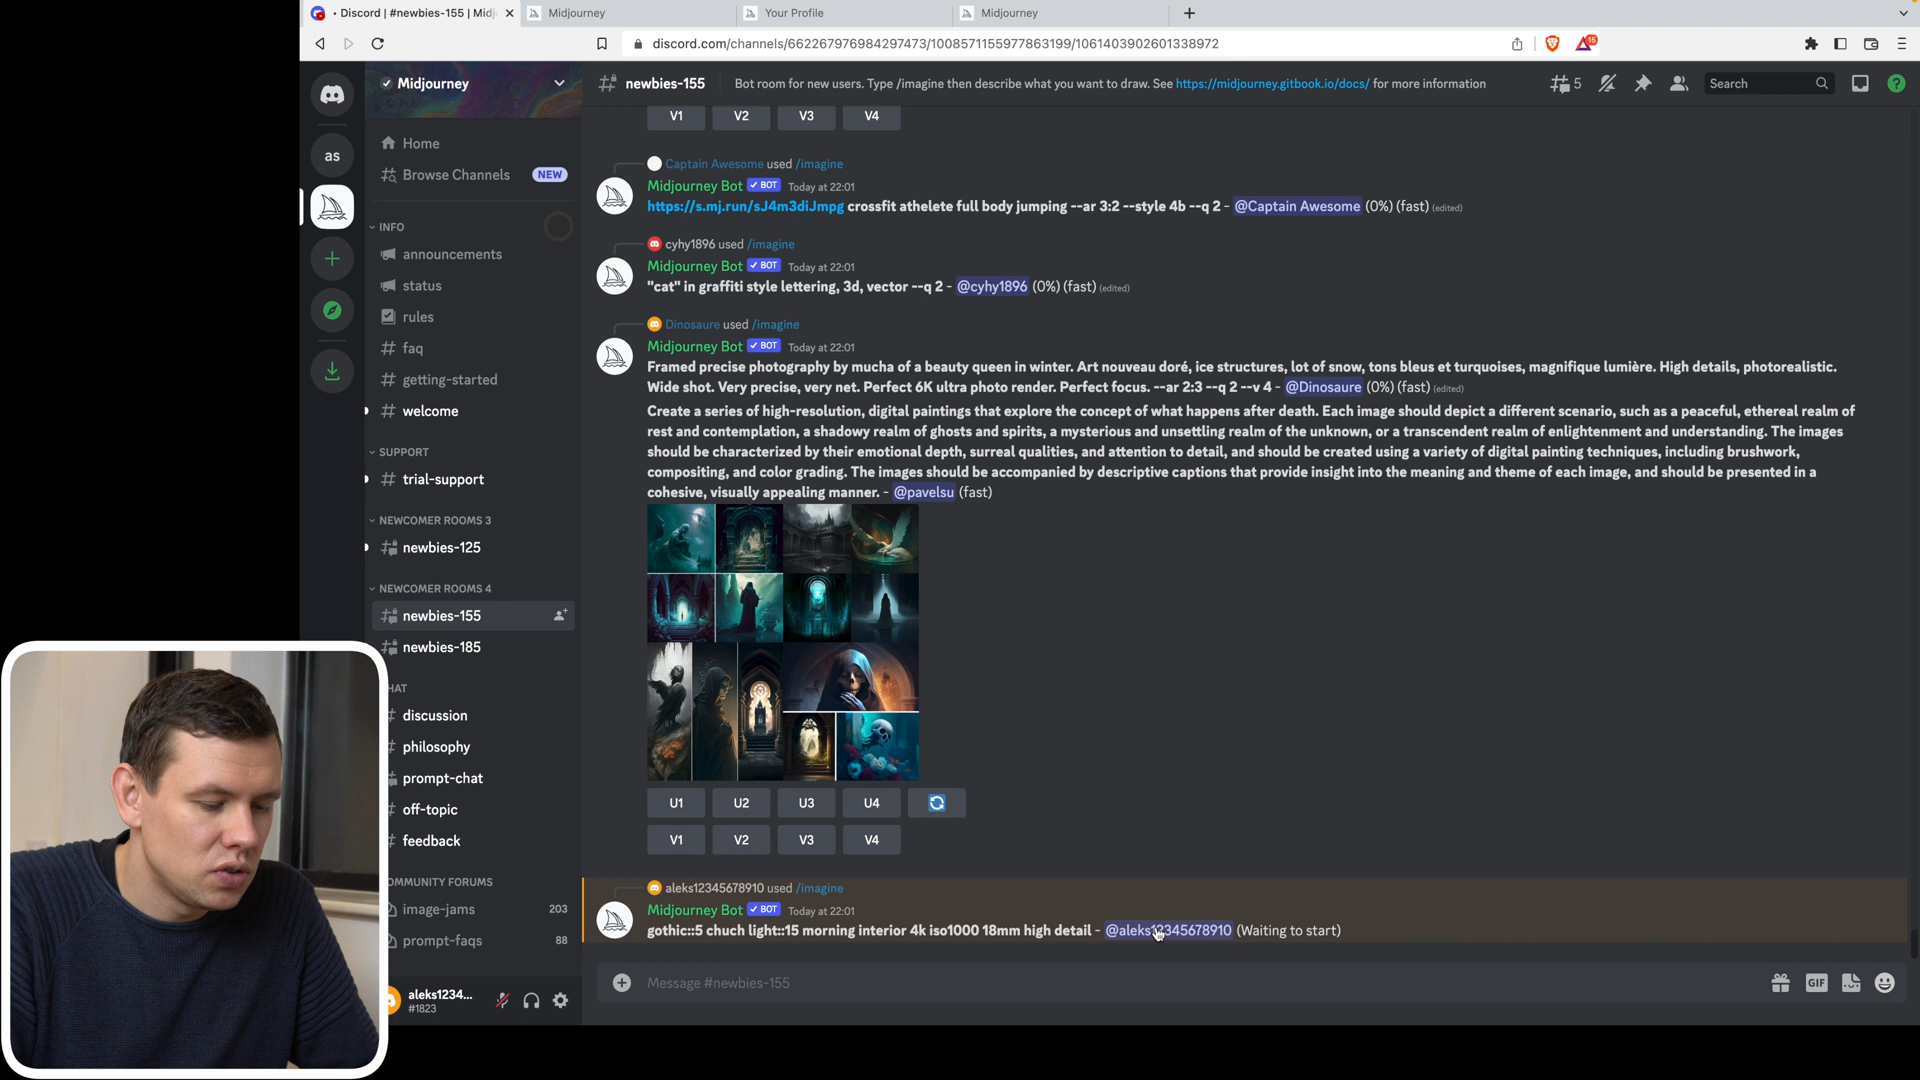 • Discord | #newbies-155 | Midj
Midjourney
Your Profile
Midjourney
discord.com/channels/662267976984297473/1008571155977863199/1061403902601338972
15
Midjourney
newbies-155
Bot room for new users. Type /imagine then describe what you want to draw. See https://midjourney.gitbook.io/docs/ for more information
5
Search
as
Home
Browse Channels
NEW
INFO
announcements
status
rules
faq
getting-started
welcome
SUPPORT
trial-support
NEWCOMER ROOMS 3
newbies-125
NEWCOMER ROOMS 4
newbies-155
newbies-185
HAT
discussion
philosophy
prompt-chat
off-topic
feedback
OMMUNITY FORUMS
image-jams 203
prompt-faqs 88
aleks1234...
#1823
V1 V2 V3 V4
Captain Awesome used /imagine
Midjourney Bot ✓ BOT Today at 22:01
https://s.mj.run/sJ4m3diJmpg crossfit athelete full body jumping --ar 3:2 --style 4b --q 2 - @Captain Awesome (0%) (fast) (edited)
cyhy1896 used /imagine
Midjourney Bot ✓ BOT Today at 22:01
"cat" in graffiti style lettering, 3d, vector --q 2 - @cyhy1896 (0%) (fast) (edited)
Dinosaure used /imagine
Midjourney Bot ✓ BOT Today at 22:01
Framed precise photography by mucha of a beauty queen in winter. Art nouveau doré, ice structures, lot of snow, tons bleus et turquoises, magnifique lumière. High details, photorealistic.
Wide shot. Very precise, very net. Perfect 6K ultra photo render. Perfect focus. --ar 2:3 --q 2 --v 4 - @Dinosaure (0%) (fast) (edited)
Create a series of high-resolution, digital paintings that explore the concept of what happens after death. Each image should depict a different scenario, such as a peaceful, ethereal realm of
rest and contemplation, a shadowy realm of ghosts and spirits, a mysterious and unsettling realm of the unknown, or a transcendent realm of enlightenment and understanding. The images
should be characterized by their emotional depth, surreal qualities, and attention to detail, and should be created using a variety of digital painting techniques, including brushwork,
compositing, and color grading. The images should be accompanied by descriptive captions that provide insight into the meaning and theme of each image, and should be presented in a
cohesive, visually appealing manner. - @pavelsu (fast)
U1 U2 U3 U4
V1 V2 V3 V4
aleks12345678910 used /imagine
Midjourney Bot ✓ BOT Today at 22:01
gothic::5 chuch light::15 morning interior 4k iso1000 18mm high detail - @aleks12345678910 (Waiting to start)
Message #newbies-155
GIF